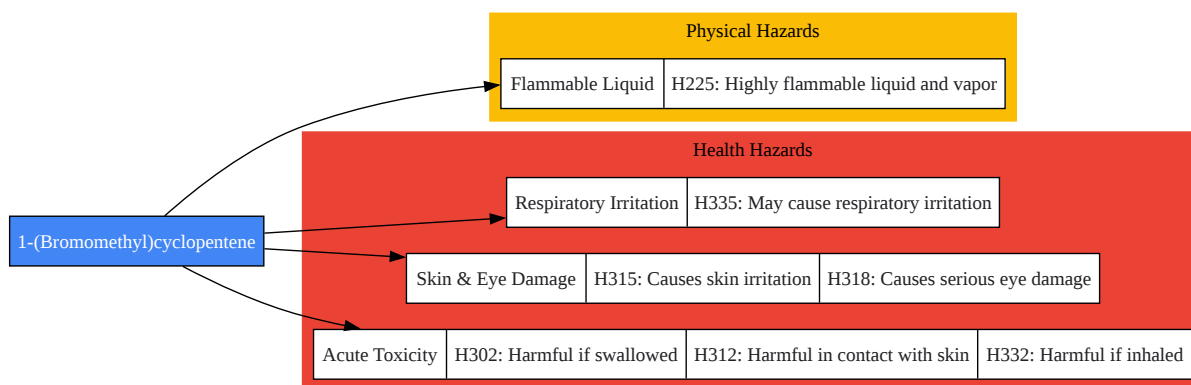 Physical Hazards
Flammable Liquid H225: Highly flammable liquid and vapor
Health Hazards
Respiratory Irritation H335: May cause respiratory irritation
1-(Bromomethyl)cyclopentene
Skin & Eye Damage H315: Causes skin irritation H318: Causes serious eye damage
Acute Toxicity H302: Harmful if swallowed H312: Harmful in contact with skin H332: Harmful if inhaled